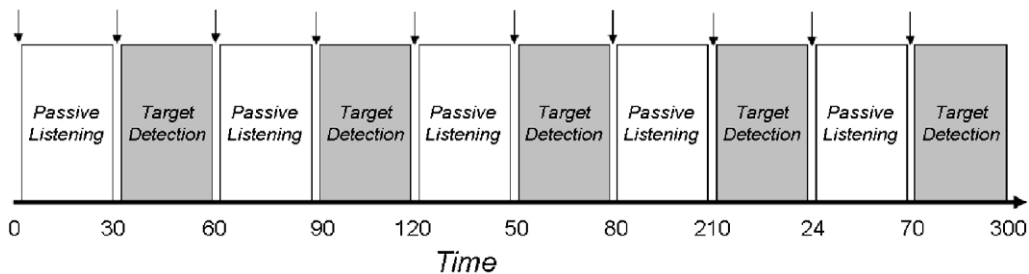 Passive Listening
Target Detection
Passive Listening
Target Detection
Passive Listening
Target Detection
Passive Listening
Target Detection
Passive Listening
Target Detection
0 30 60 90 120 50 80 210 24 70 300
Time